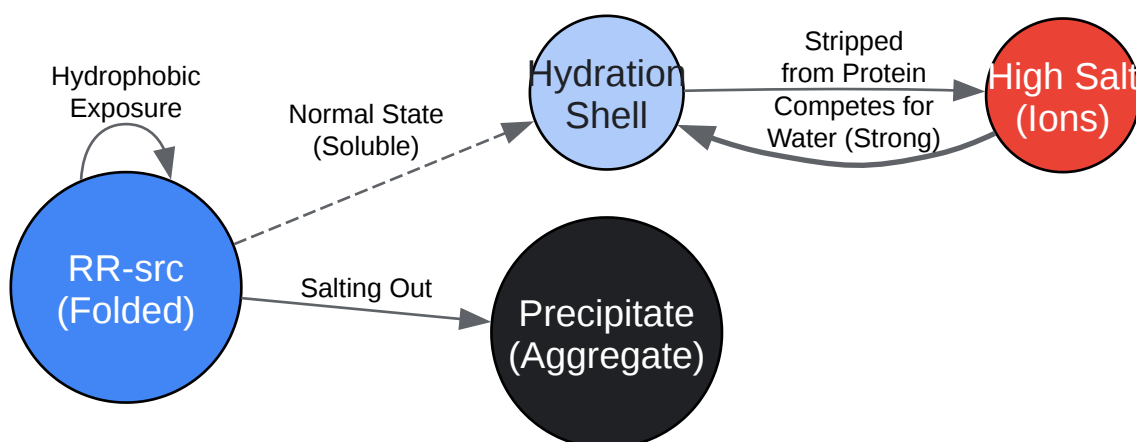 Hydrophobic
Exposure
Normal State
(Soluble)
Hydration
Shell
Stripped
from Protein
Competes for
Water (Strong)
High Salt
(Ions)
RR-src
(Folded)
Salting Out
Precipitate
(Aggregate)